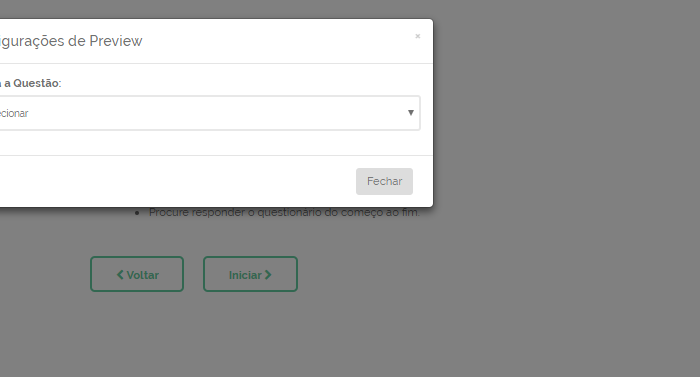 igurações de Preview ×
a Questão:
cionar
Fechar
Procure responder o questionário do começo ao fim.
Voltar Iniciar